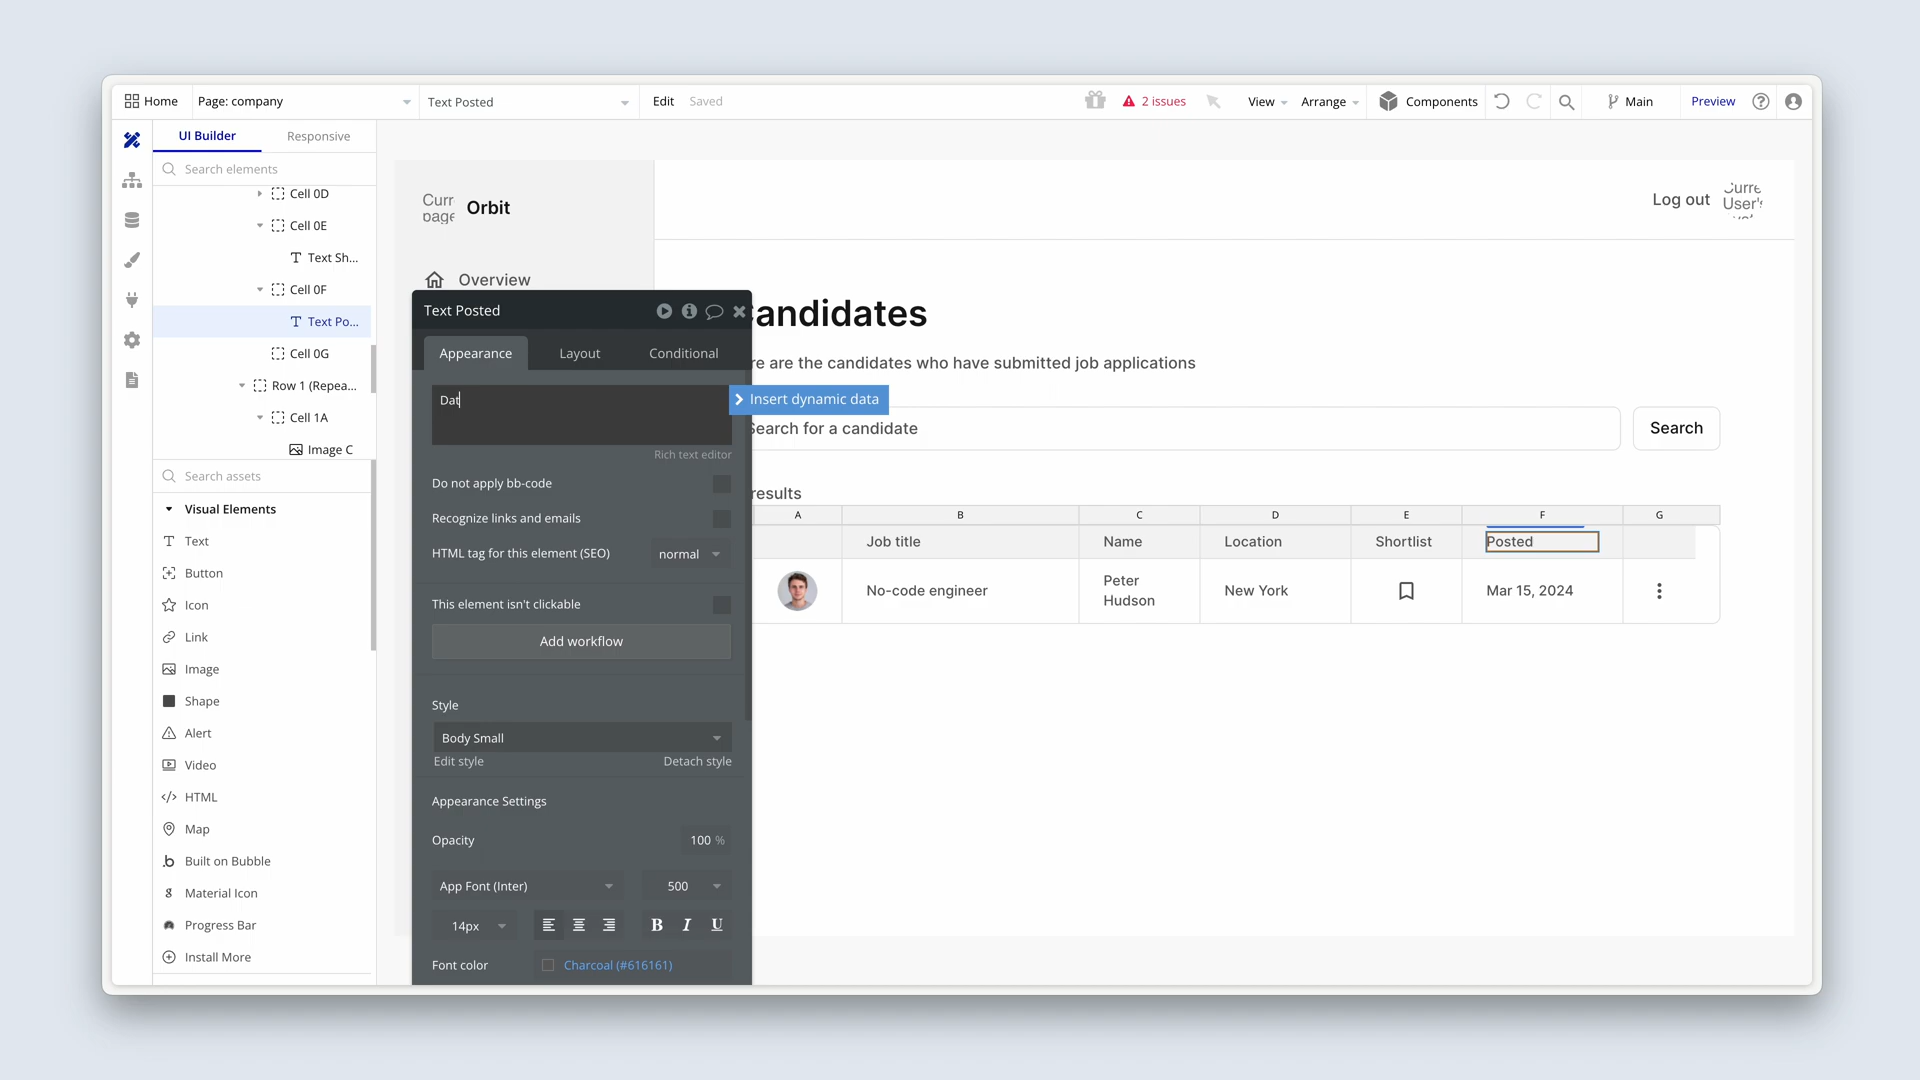 Home
Page: company
Text Posted
Edit
Saved
2 issues
View
Arrange
Components
Main
Preview
UI Builder
Responsive
Search elements
Cell 0D
Cell 0E
Text Sh...
Cell 0F
Text Po...
Cell 0G
Row 1 (Repea...
Cell 1A
Image C
Search assets
Visual Elements
Text
Button
Icon
Link
Image
Shape
Alert
Video
HTML
Map
Built on Bubble
Material Icon
Progress Bar
Install More
Curr
page
Orbit
Overview
Log out
Curre
User's
Text Posted
Appearance
Layout
Conditional
Dat
Insert dynamic data
Rich text editor
Do not apply bb-code
Recognize links and emails
HTML tag for this element (SEO)
normal
This element isn't clickable
Add workflow
Style
Body Small
Edit style
Detach style
Appearance Settings
Opacity
100 %
App Font (Inter)
500
14px
B I U
Font color
Charcoal (#616161)
andidates
re are the candidates who have submitted job applications
Search for a candidate
Search
results
A B C D E F G
Job title Name Location Shortlist Posted
No-code engineer
Peter
Hudson
New York
Mar 15, 2024